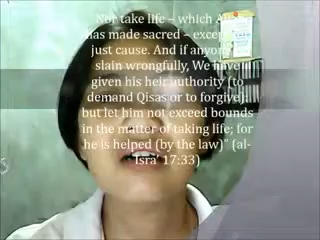 " Nor take life – which A
has made sacred – excep
just cause. And if anyon
slain wrongfully, We have
given his heir authority (to
demand Qisas or to forgive):
but let him not exceed bounds
in the matter of taking life; for
he is helped (by the law)" (al-
Isra' 17:33)